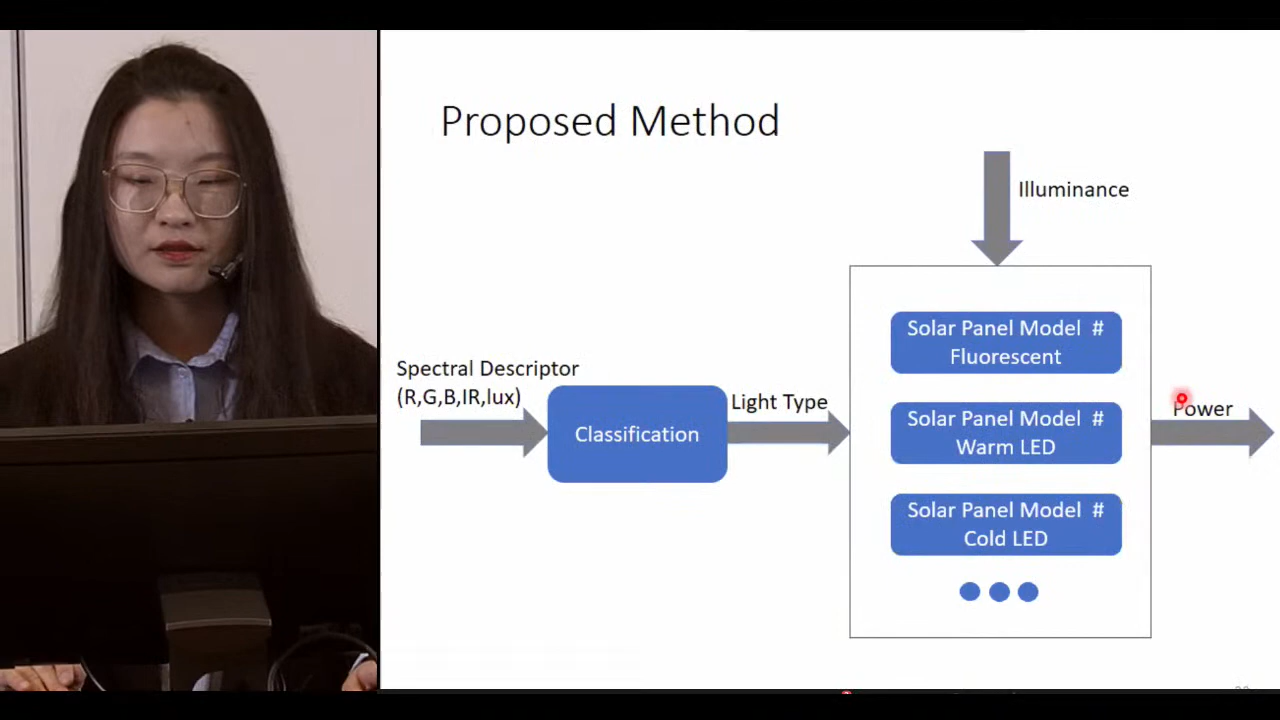 Proposed Method
Illuminance
Spectral Descriptor
(R,G,B,IR,lux)
Classification
Light Type
Solar Panel Model #
Fluorescent
Solar Panel Model #
Warm LED
Solar Panel Model #
Cold LED
Power